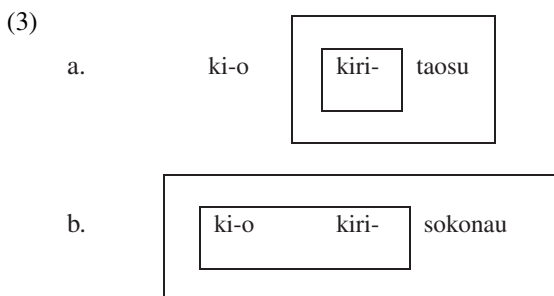 (3)
a. ki-o kiri- taosu
b. ki-o kiri- sokonau